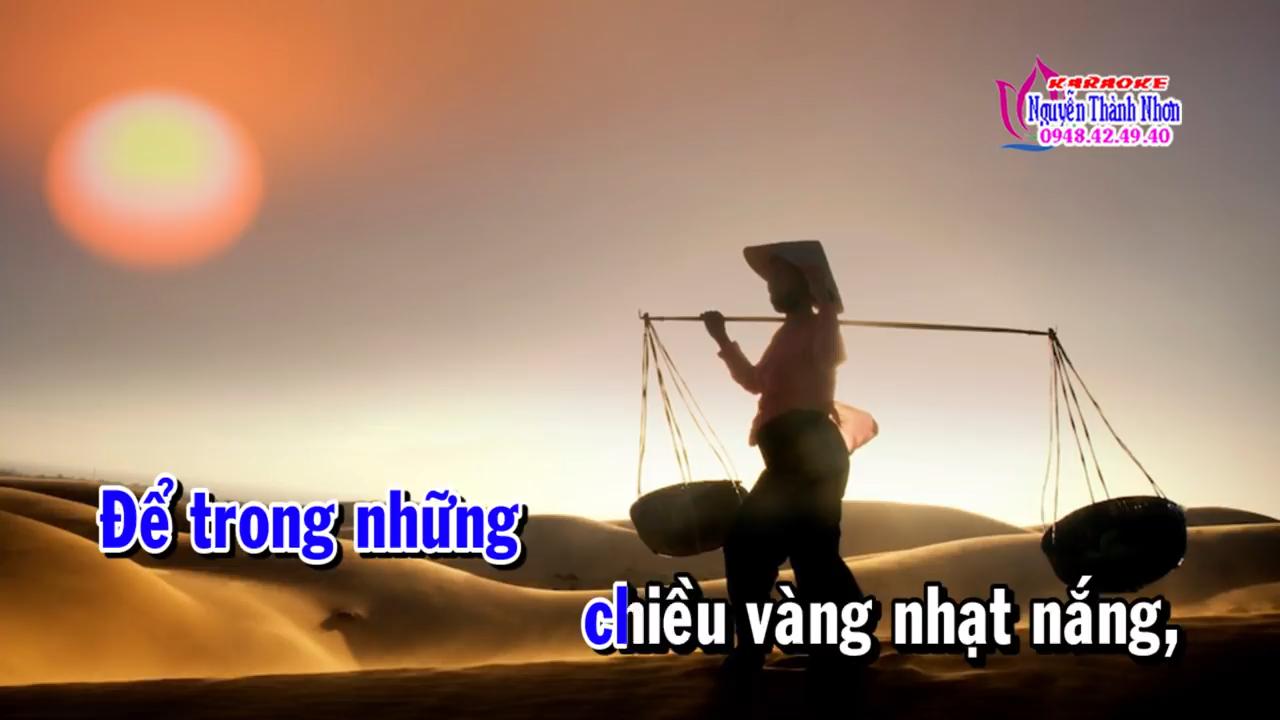 KARAOKE
Nguyễn Thành Nhơn
0948.42.49.40
Để trong những
chiều vàng nhạt nắng,